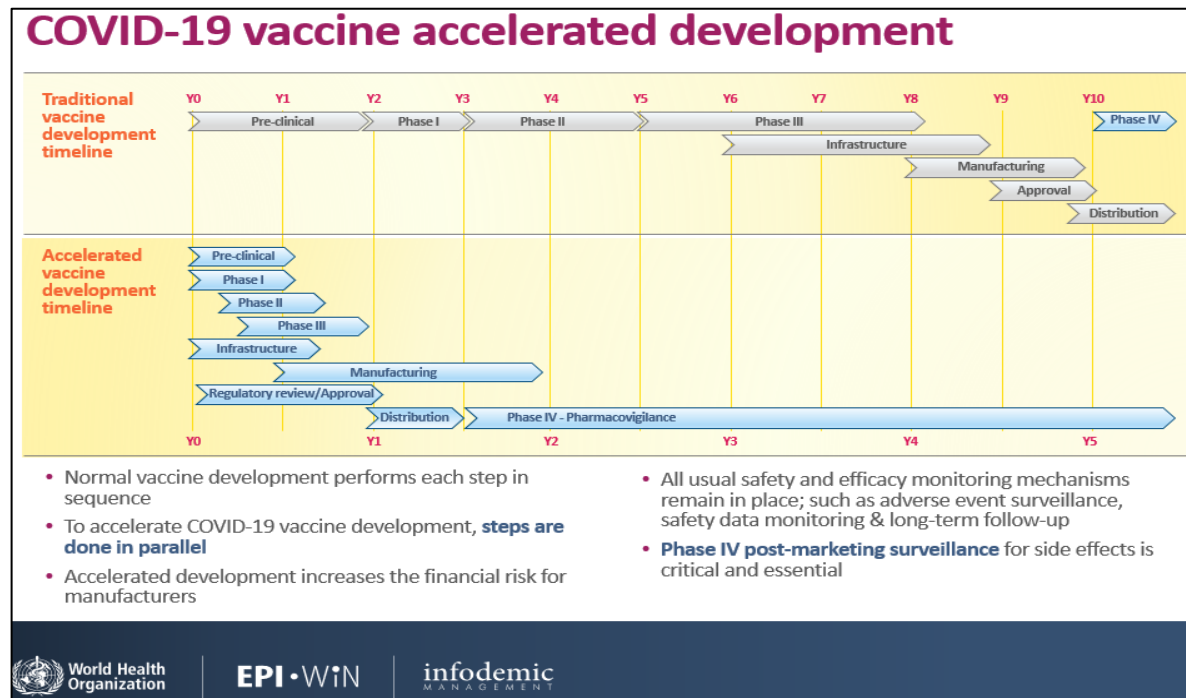 COVID-19 vaccine accelerated development
Traditional
vaccine
development
timeline
Y0 Y1 Y2 Y3 Y4 Y5 Y6 Y7 Y8 Y9 Y10
Pre-clinical Phase I Phase II Phase III Phase IV
Infrastructure
Manufacturing
Approval
Distribution
Accelerated
vaccine
development
timeline
Pre-clinical
Phase I
Phase II
Phase III
Infrastructure
Manufacturing
Regulatory review/Approval
Distribution Phase IV - Pharmacovigilance
Y0 Y1 Y2 Y3 Y4 Y5
• Normal vaccine development performs each step in
sequence
• To accelerate COVID-19 vaccine development, steps are
done in parallel
• Accelerated development increases the financial risk for
manufacturers
• All usual safety and efficacy monitoring mechanisms
remain in place; such as adverse event surveillance,
safety data monitoring & long-term follow-up
• Phase IV post-marketing surveillance for side effects is
critical and essential
World Health
Organization
EPI•WiN
infodemic
MANAGEMENT